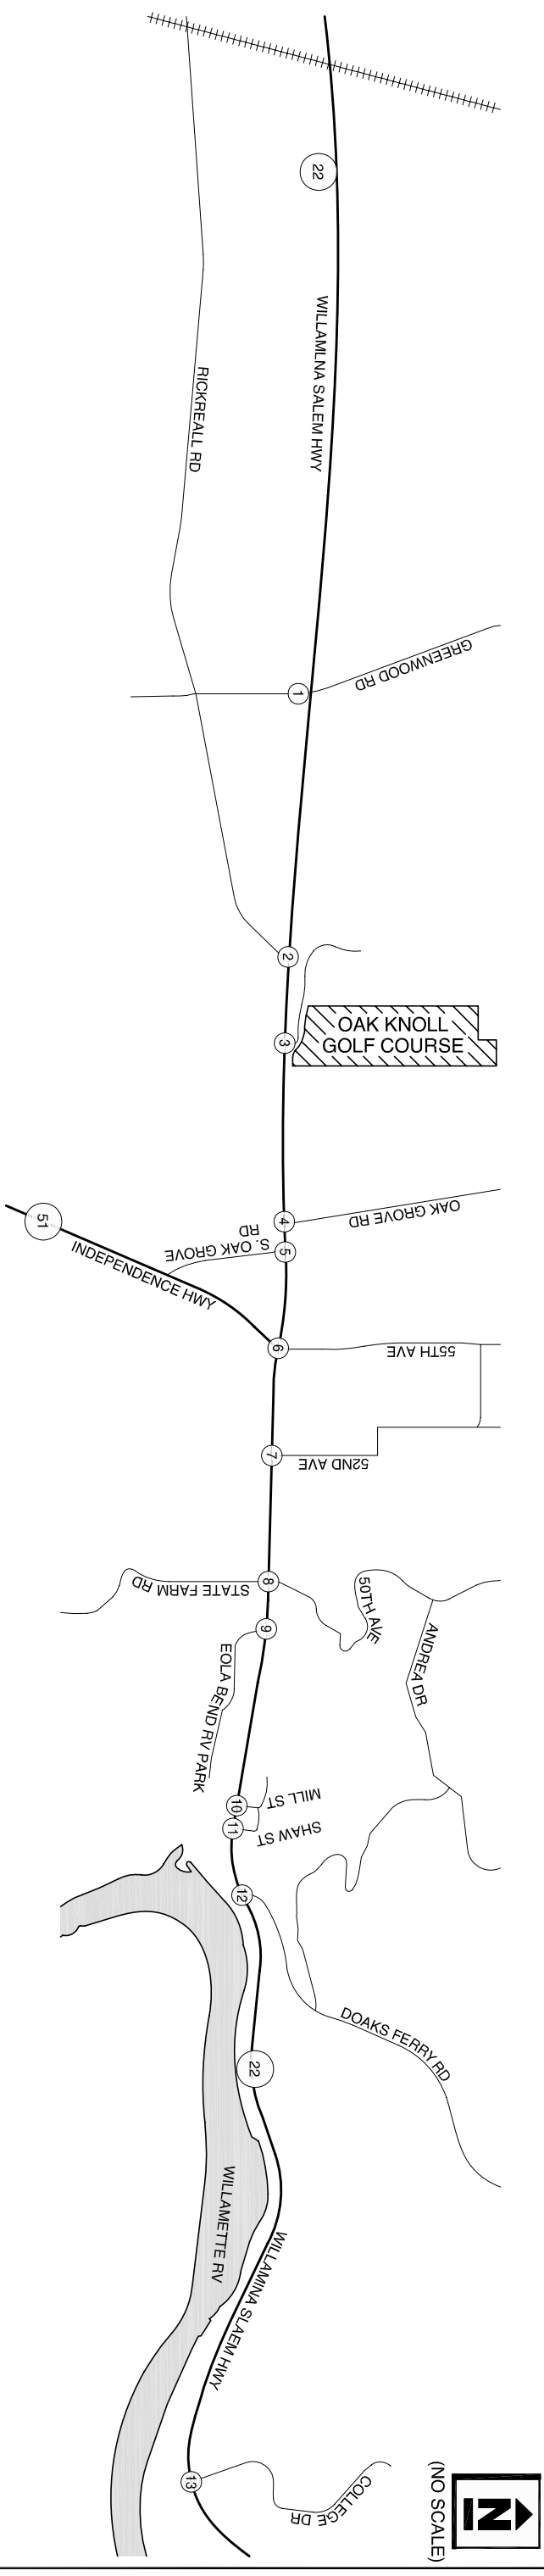 22
WILLAMLNA SALEM HWY
RICKREALL RD
GREENWOOD RD
1
2
OAK KNOLL
GOLF COURSE
3
OAK GROVE RD
4
S. OAK GROVE
RD
5
51
INDEPENDENCE HWY
6
55TH AVE
7
52ND AVE
8
STATE FARM RD
50TH AVE
ANDREA DR
9
EOLA BEND RV PARK
10
MILL ST
11
SHAW ST
12
DOAKS FERRY RD
22
WILLAMETTE RV
WILLAMINA SLAEM HWY
13
COLLEGE DR
N
(NO SCALE)